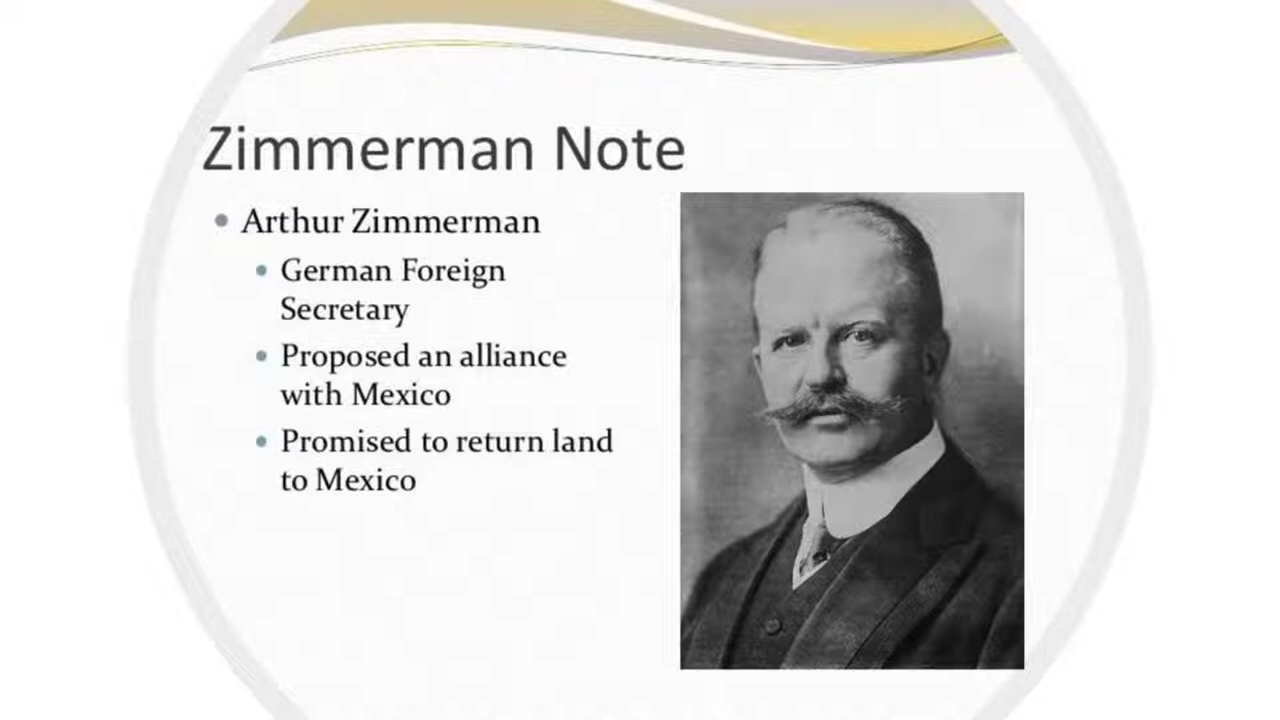 Zimmerman Note
• Arthur Zimmerman
• German Foreign
Secretary
• Proposed an alliance
with Mexico
• Promised to return land
to Mexico